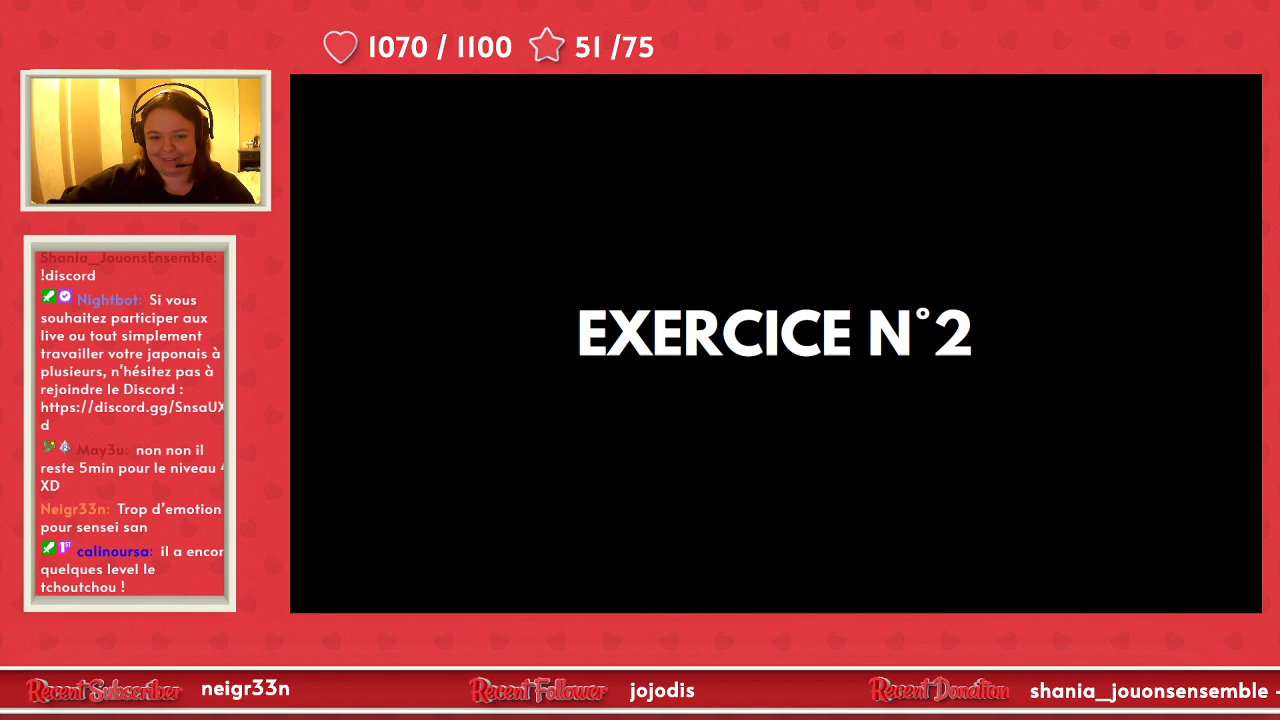 1070 / 1100 51 /75
Shania_JouonsEnsemble:
!discord
Nightbot: Si vous
souhaitez participer aux
live ou tout simplement
travailler votre japonais à
plusieurs, n'hésitez pas à
rejoindre le Discord :
https://discord.gg/SnsaUX
d
May3u: non non il
reste 5min pour le niveau
XD
Neigr33n: Trop d'emotion
pour sensei san
calinoursa: il a encor
quelques level le
tchoutchou !
EXERCICE N°2
Recent Subscriber neigr33n
Recent Follower jojodis
Recent Donation shania_jouonsensemble -